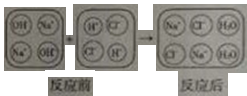 OH⁻ Na⁺ H⁺ Cl⁻ Na⁺ Cl⁻ H₂O
+
Na⁺ OH⁻ Cl⁻ H⁺ Cl⁻ Na⁺ H₂O
反应前 反应后